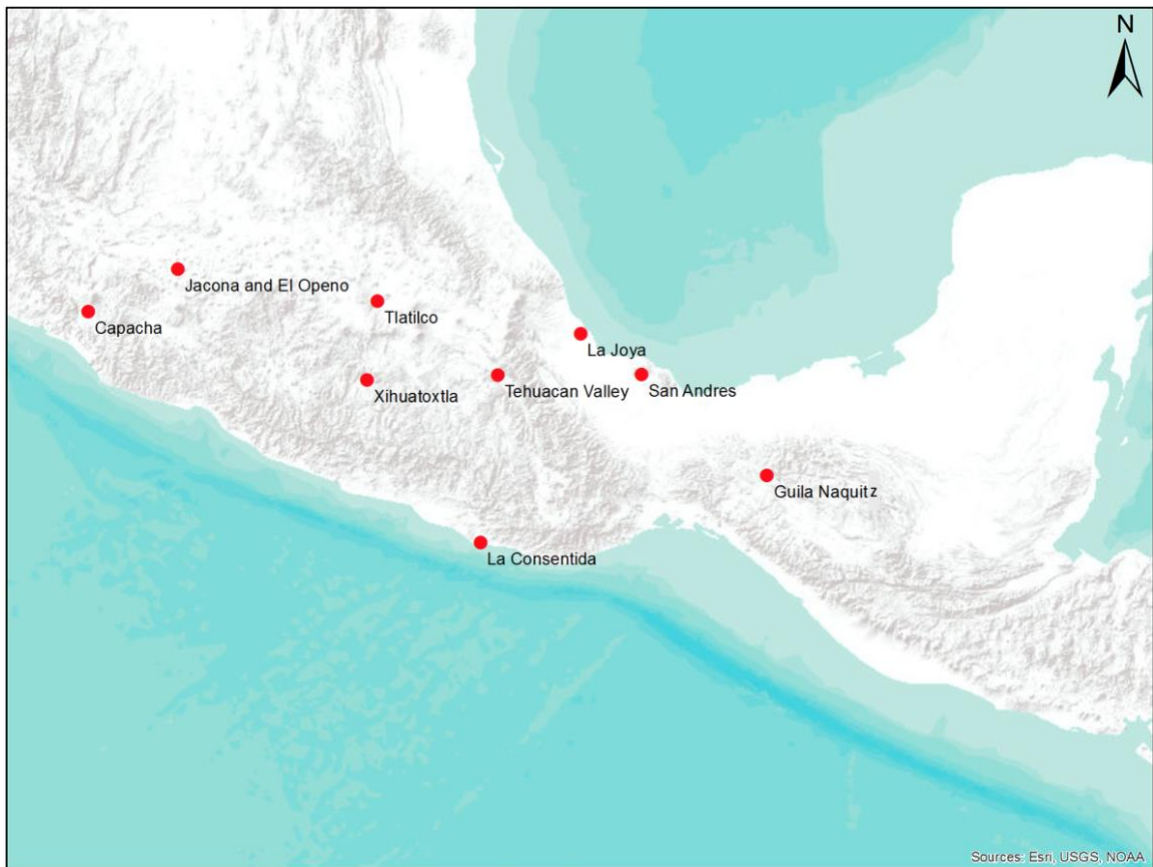 N
Jacona and El Openo
Capacha
Tlatilco
La Joya
Xihuatoxtla
Tehuacan Valley
San Andres
Guila Naquitz
La Consentida
Sources: Esri, USGS, NOAA